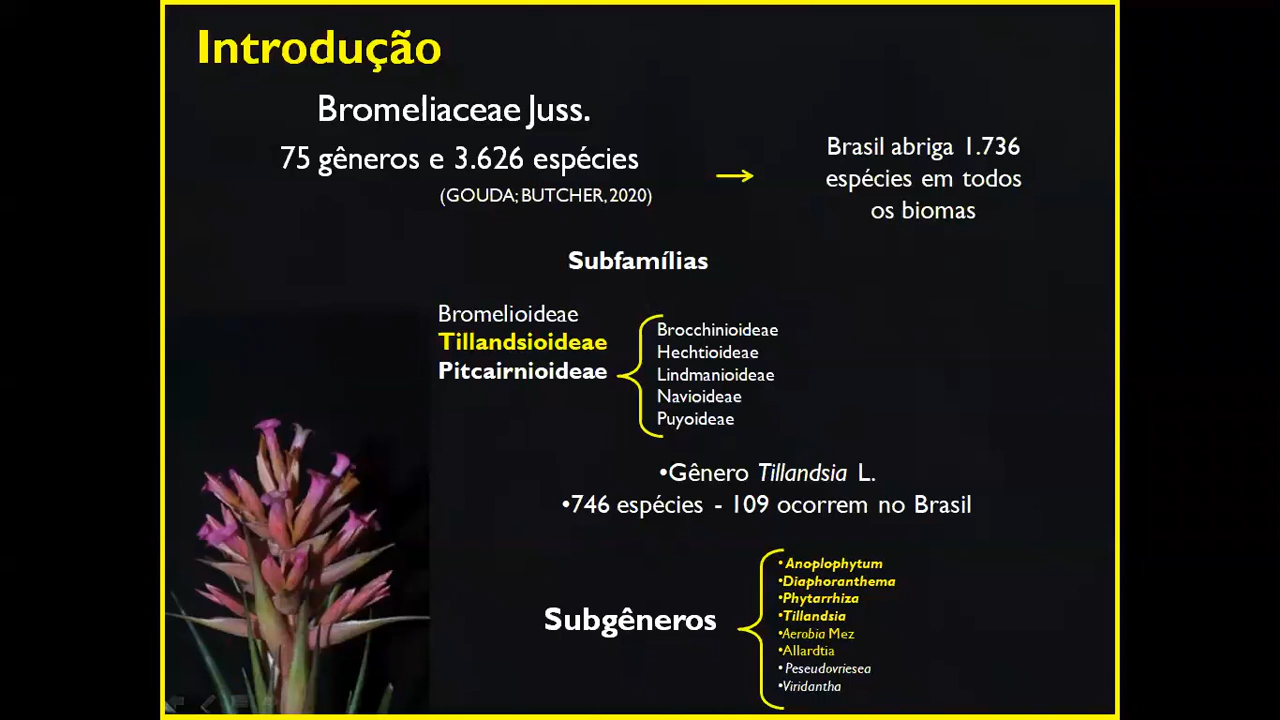 Introdução
Bromeliaceae Juss.
75 gêneros e 3.626 espécies
(GOUDA; BUTCHER, 2020)
→
Brasil abriga 1.736
espécies em todos
os biomas
Subfamílias
Bromelioideae
Tillandsioideae
Pitcairnioideae
Brocchinioideae
Hechtioideae
Lindmanioideae
Navioideae
Puyoideae
•Gênero Tillandsia L.
•746 espécies - 109 ocorrem no Brasil
Subgêneros
•Anoplophytum
•Diaphoranthema
•Phytarrhiza
•Tillandsia
•Aerobia Mez
•Allardtia
•Peseudovriesea
•Viridantha